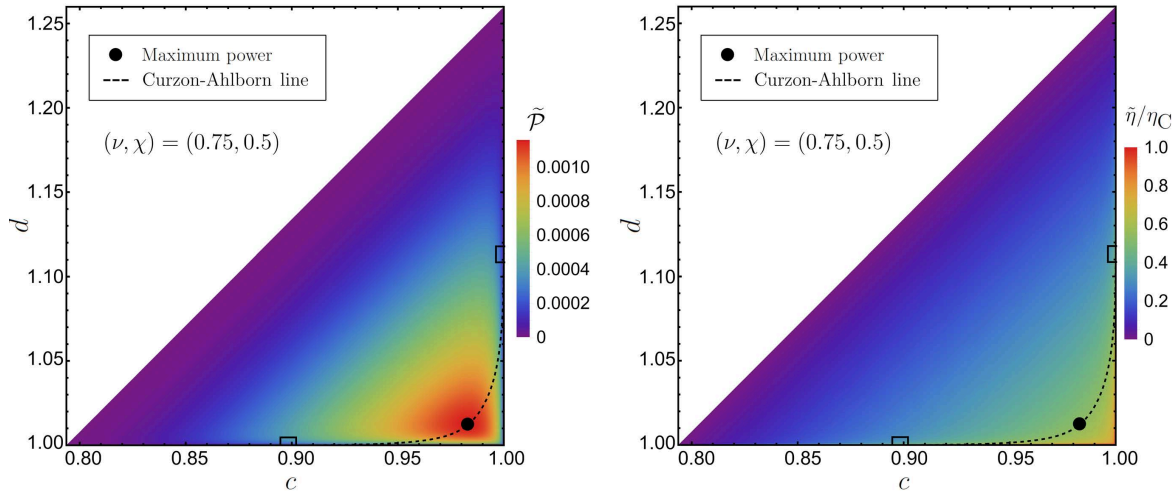 1.25
1.20
1.15
1.10
1.05
1.00
d
Maximum power
Curzon-Ahlborn line
(ν, χ) = (0.75, 0.5)
𝒫̃
0.0010
0.0008
0.0006
0.0004
0.0002
0
0.80 0.85 0.90 0.95 1.00
c
1.25
1.20
1.15
1.10
1.05
1.00
d
Maximum power
Curzon-Ahlborn line
(ν, χ) = (0.75, 0.5)
η̃/η_C
1.0
0.8
0.6
0.4
0.2
0
0.80 0.85 0.90 0.95 1.00
c